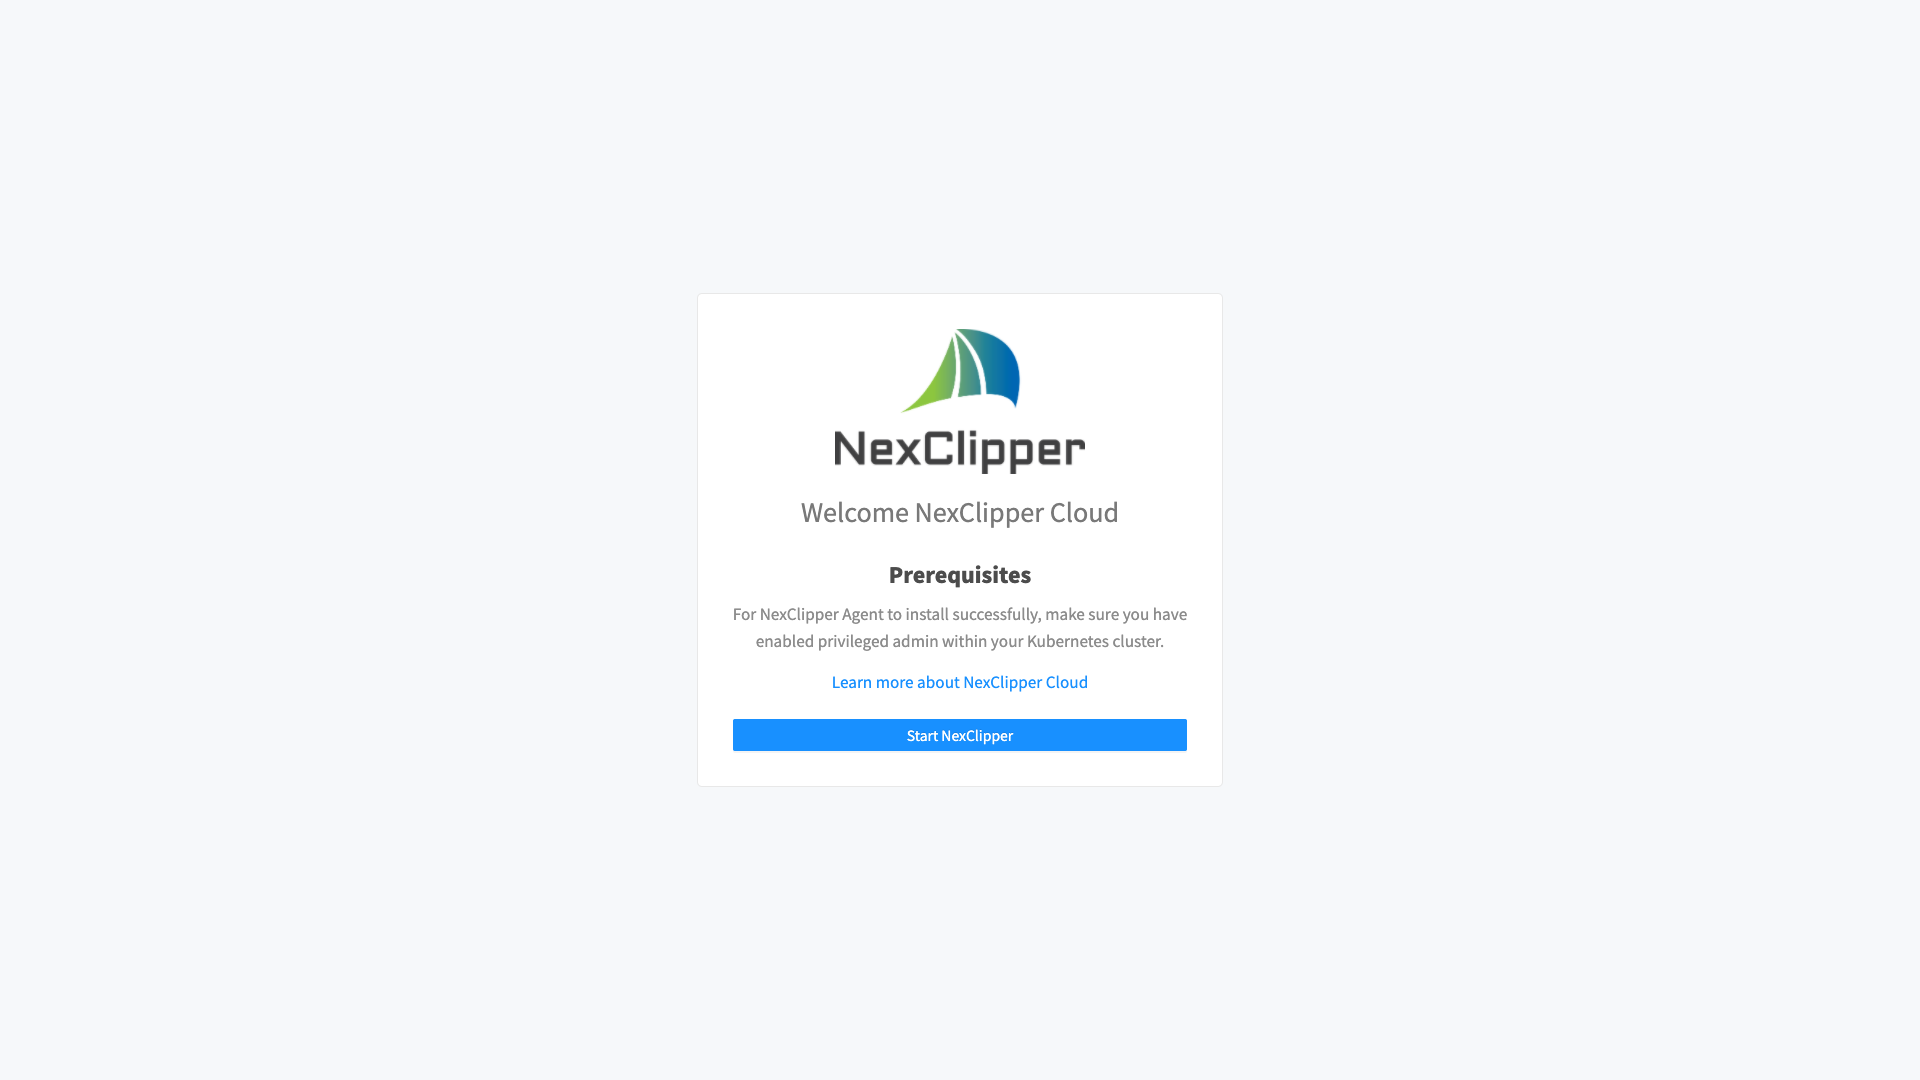 NexClipper
Welcome NexClipper Cloud
Prerequisites
For NexClipper Agent to install successfully, make sure you have
enabled privileged admin within your Kubernetes cluster.
Learn more about NexClipper Cloud
Start NexClipper